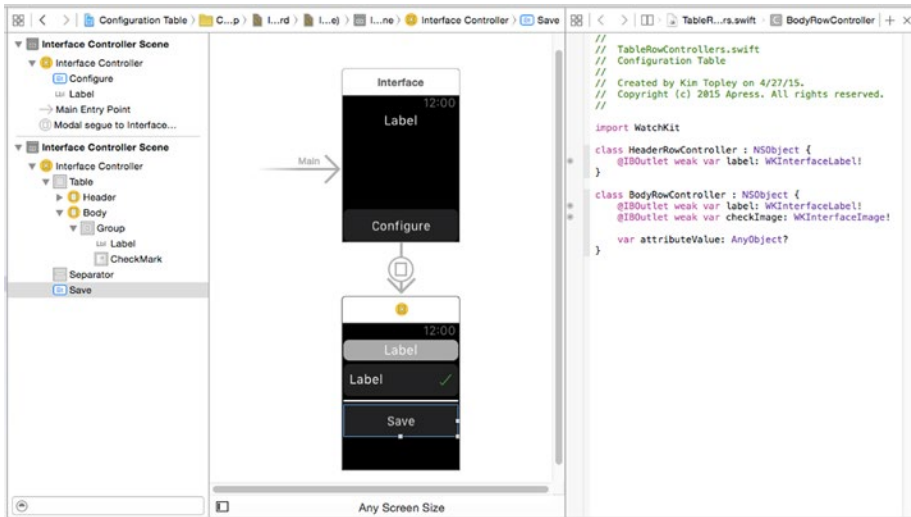 Configuration Table
C...p
I...rd
I...e)
I...ne
Interface Controller
Save
TableR...rs.swift
BodyRowController
Interface Controller Scene
Interface Controller
Configure
Label
Main Entry Point
Modal segue to Interface...
Interface Controller Scene
Interface Controller
Table
Header
Body
Group
Label
CheckMark
Separator
Save
Interface
12:00
Label
Main
Configure
12:00
Label
Label
Save
Any Screen Size
//
// TableRowControllers.swift
// Configuration Table
//
// Created by Kim Topley on 4/27/15.
// Copyright (c) 2015 Apress. All rights reserved.
//
import WatchKit
class HeaderRowController : NSObject {
@IBOutlet weak var label: WKInterfaceLabel!
}
class BodyRowController : NSObject {
@IBOutlet weak var label: WKInterfaceLabel!
@IBOutlet weak var checkImage: WKInterfaceImage!
var attributeValue: AnyObject?
}